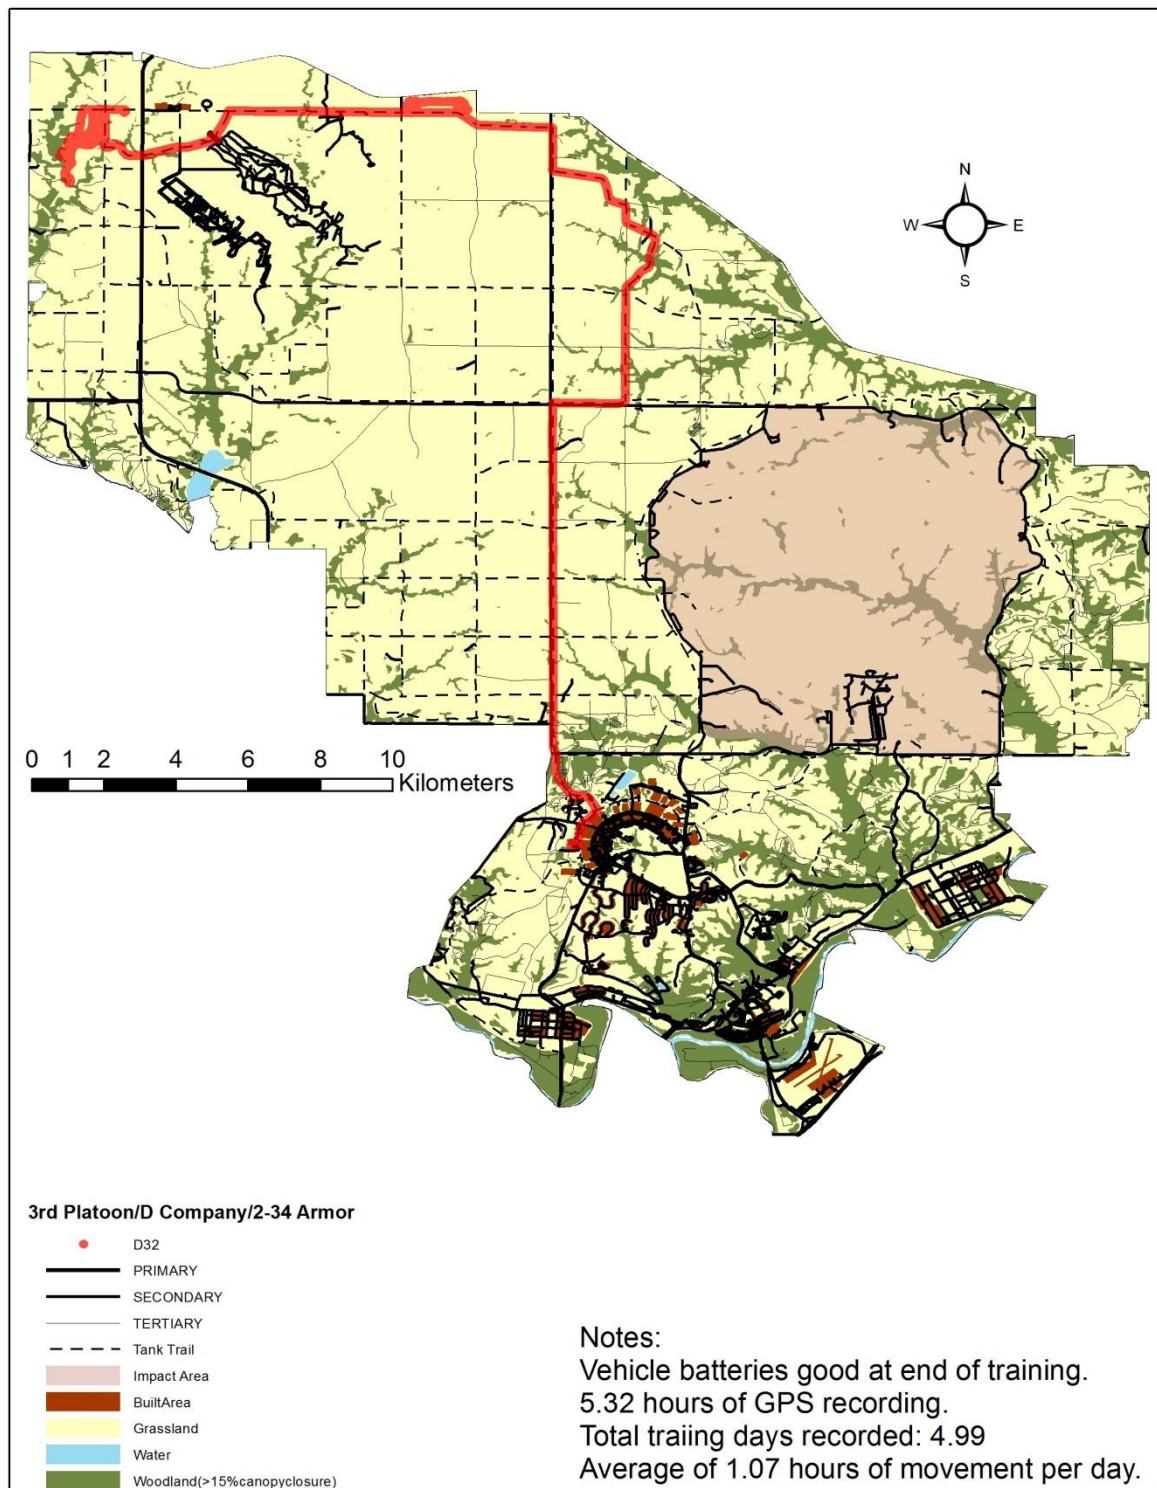 N
W E
S
0 1 2 4 6 8 10
Kilometers
3rd Platoon/D Company/2-34 Armor
D32
PRIMARY
SECONDARY
TERTIARY
Tank Trail
Impact Area
BuiltArea
Grassland
Water
Woodland(>15%canopyclosure)
Notes:
Vehicle batteries good at end of training.
5.32 hours of GPS recording.
Total traiing days recorded: 4.99
Average of 1.07 hours of movement per day.